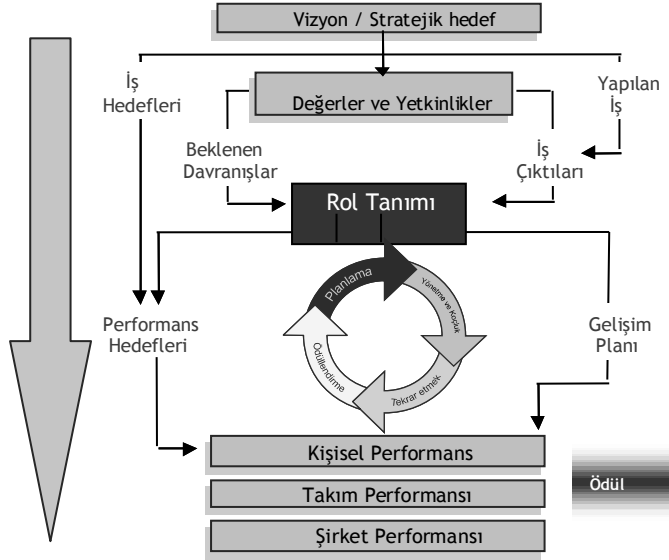 Vizyon / Stratejik hedef
İş
Hedefleri
Değerler ve Yetkinlikler
Yapılan
İş
Beklenen
Davranışlar
İş
Çıktıları
Rol Tanımı
Planlama
Yönetme ve Koçluk
Tekrar etmek
Ödüllendirme
Performans
Hedefleri
Gelişim
Planı
Kişisel Performans
Takım Performansı
Şirket Performansı
Ödül